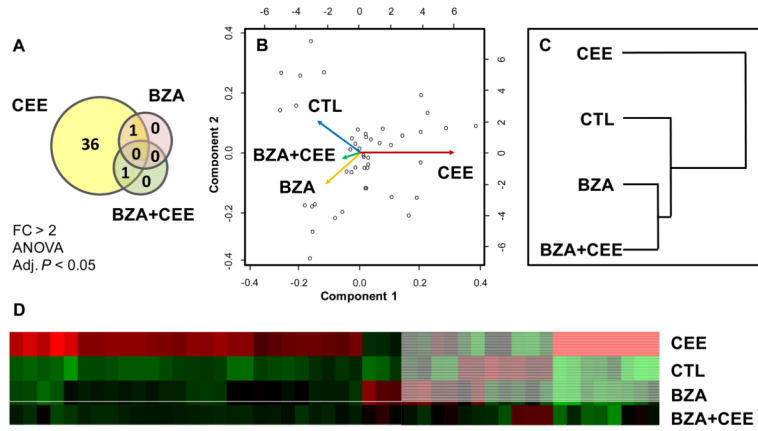 A
CEE
BZA
36
1
0
0
0
1
0
BZA+CEE
FC > 2
ANOVA
Adj. P < 0.05
B
-6 -4 -2 0 2 4 6
0.4
0.2
0.0
-0.2
-0.4
Component 2
6
4
2
0
-2
-4
-6
CTL
BZA+CEE
BZA
CEE
-0.4 -0.2 0.0 0.2 0.4
Component 1
C
CEE
CTL
BZA
BZA+CEE
D
CEE
CTL
BZA
BZA+CEE